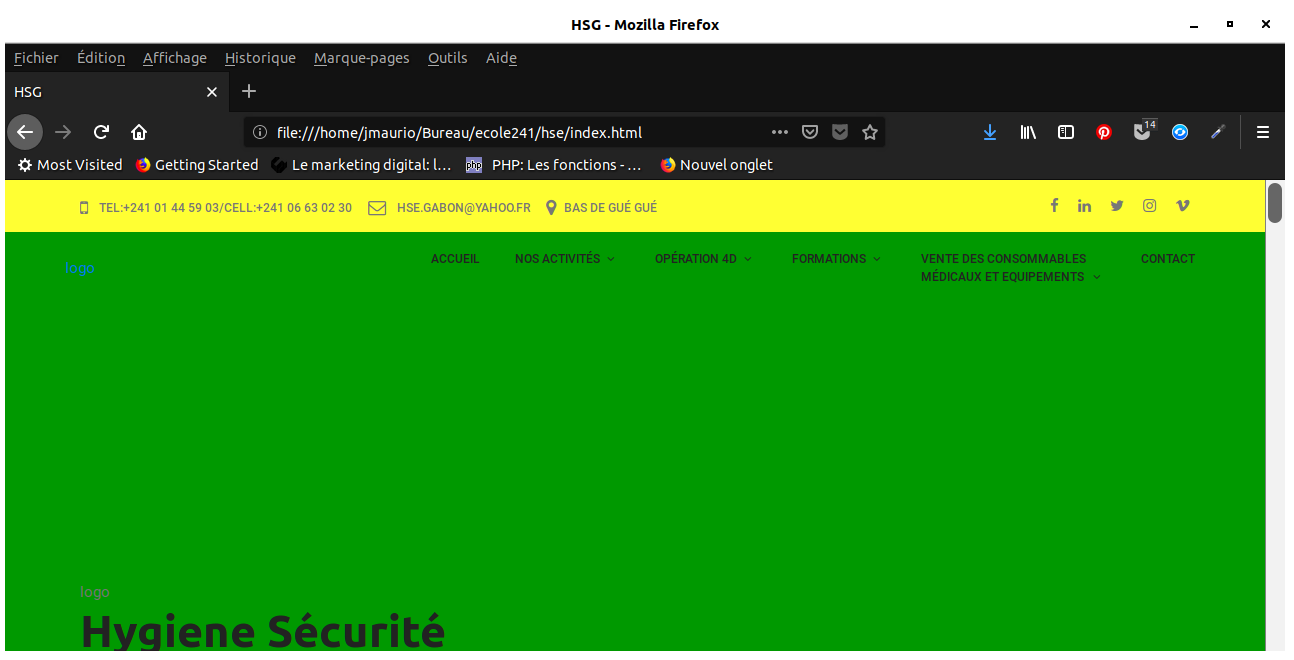 HSG - Mozilla Firefox
Fichier Édition Affichage Historique Marque-pages Outils Aide
HSG
file:///home/jmaurio/Bureau/ecole241/hse/index.html
14
Most Visited Getting Started Le marketing digital: l… php PHP: Les fonctions - … Nouvel onglet
TEL:+241 01 44 59 03/CELL:+241 06 63 02 30 HSE.GABON@YAHOO.FR BAS DE GUÉ GUÉ
logo ACCUEIL NOS ACTIVITÉS OPÉRATION 4D FORMATIONS VENTE DES CONSOMMABLES CONTACT
MÉDICAUX ET EQUIPEMENTS
logo
Hygiene Sécurité